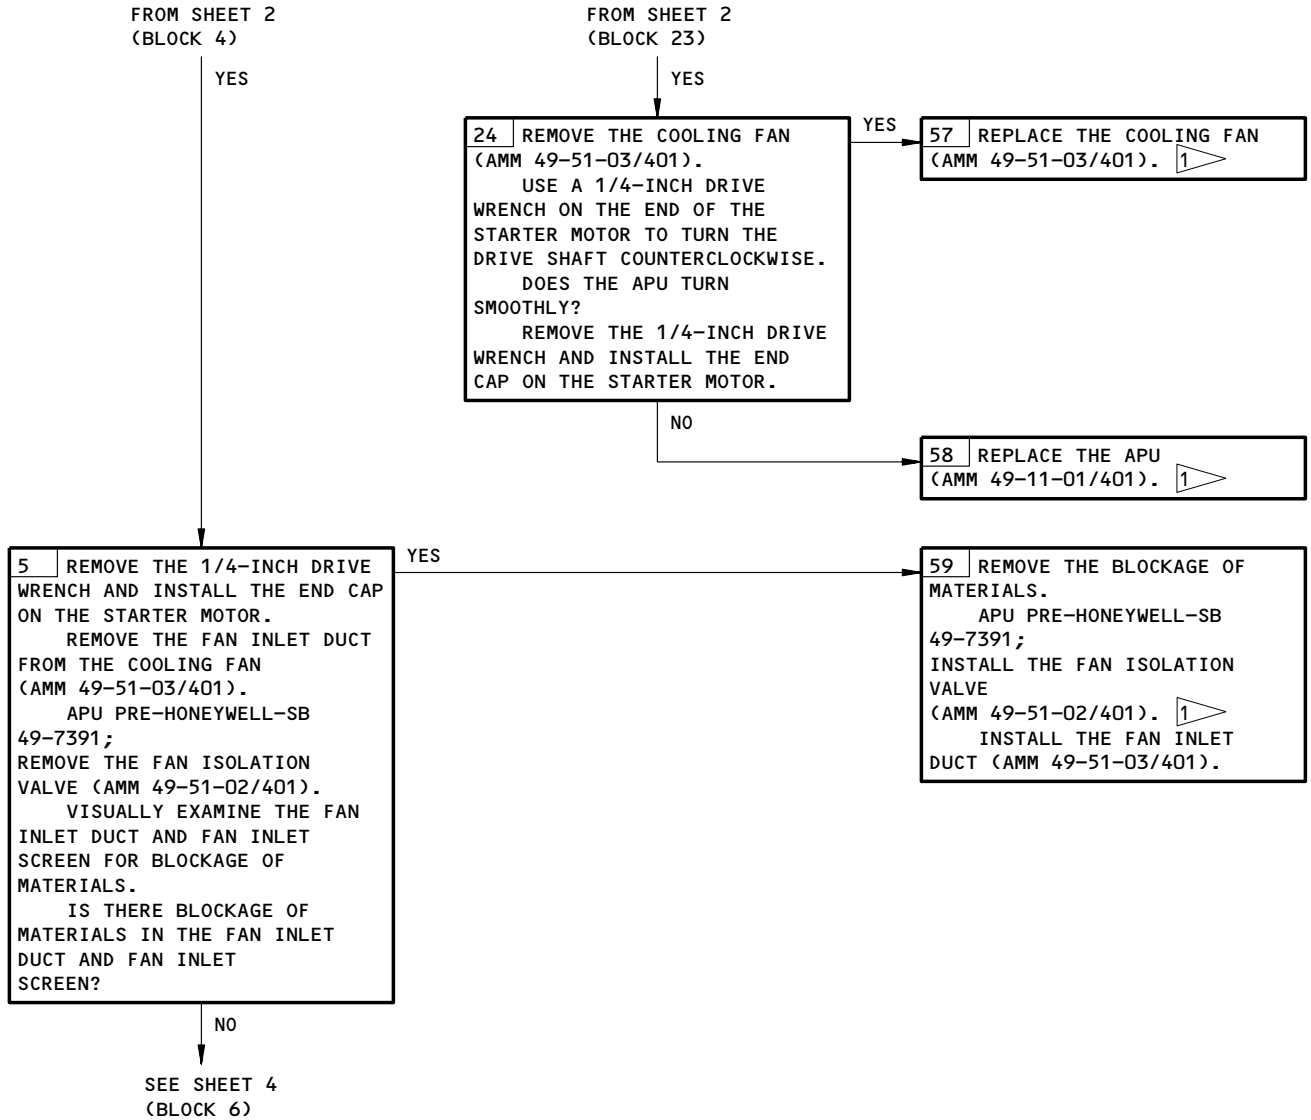 FROM SHEET 2
(BLOCK 4)
YES
FROM SHEET 2
(BLOCK 23)
YES
24 REMOVE THE COOLING FAN
(AMM 49-51-03/401).
USE A 1/4-INCH DRIVE
WRENCH ON THE END OF THE
STARTER MOTOR TO TURN THE
DRIVE SHAFT COUNTERCLOCKWISE.
DOES THE APU TURN
SMOOTHLY?
REMOVE THE 1/4-INCH DRIVE
WRENCH AND INSTALL THE END
CAP ON THE STARTER MOTOR.
YES
57 REPLACE THE COOLING FAN
(AMM 49-51-03/401). 1
NO
58 REPLACE THE APU
(AMM 49-11-01/401). 1
5 REMOVE THE 1/4-INCH DRIVE
WRENCH AND INSTALL THE END CAP
ON THE STARTER MOTOR.
REMOVE THE FAN INLET DUCT
FROM THE COOLING FAN
(AMM 49-51-03/401).
APU PRE-HONEYWELL-SB
49-7391;
REMOVE THE FAN ISOLATION
VALVE (AMM 49-51-02/401).
VISUALLY EXAMINE THE FAN
INLET DUCT AND FAN INLET
SCREEN FOR BLOCKAGE OF
MATERIALS.
IS THERE BLOCKAGE OF
MATERIALS IN THE FAN INLET
DUCT AND FAN INLET
SCREEN?
YES
59 REMOVE THE BLOCKAGE OF
MATERIALS.
APU PRE-HONEYWELL-SB
49-7391;
INSTALL THE FAN ISOLATION
VALVE
(AMM 49-51-02/401). 1
INSTALL THE FAN INLET
DUCT (AMM 49-51-03/401).
NO
SEE SHEET 4
(BLOCK 6)